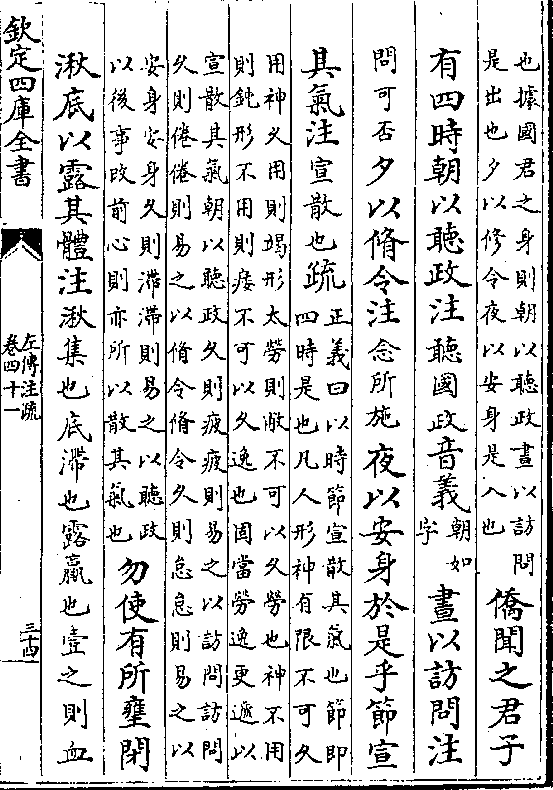 也據國君之身則朝以聽政晝以訪問
是出也夕以修令夜以安身是入也
僑聞之君子
有四時朝以聽政注聽國政音義
朝如
字
晝以訪問注
問可否夕以脩令注念所施夜以安身於是乎節宣
其氣注宣散也疏
正義曰以時節宣散其氣也節即
四時是也凡人形神有限不可久
用神久用則竭形太勞則敝不可以久勞也神不用
則鈍形不用則痿不可以久逸也固當勞逸更遞以
宣散其氣朝以聽政久則疲疲則易之以訪問訪問
久則倦倦則易之以脩令脩令久則怠怠則易之以
安身安身久則滯滯則易之以聽政
以後事改前心則亦所以散其氣也
勿使有所壅閉
湫底以露其體注湫集也底滯也露羸也壹之則血
欽定四庫全書
左傳注疏
卷四十一
三十四